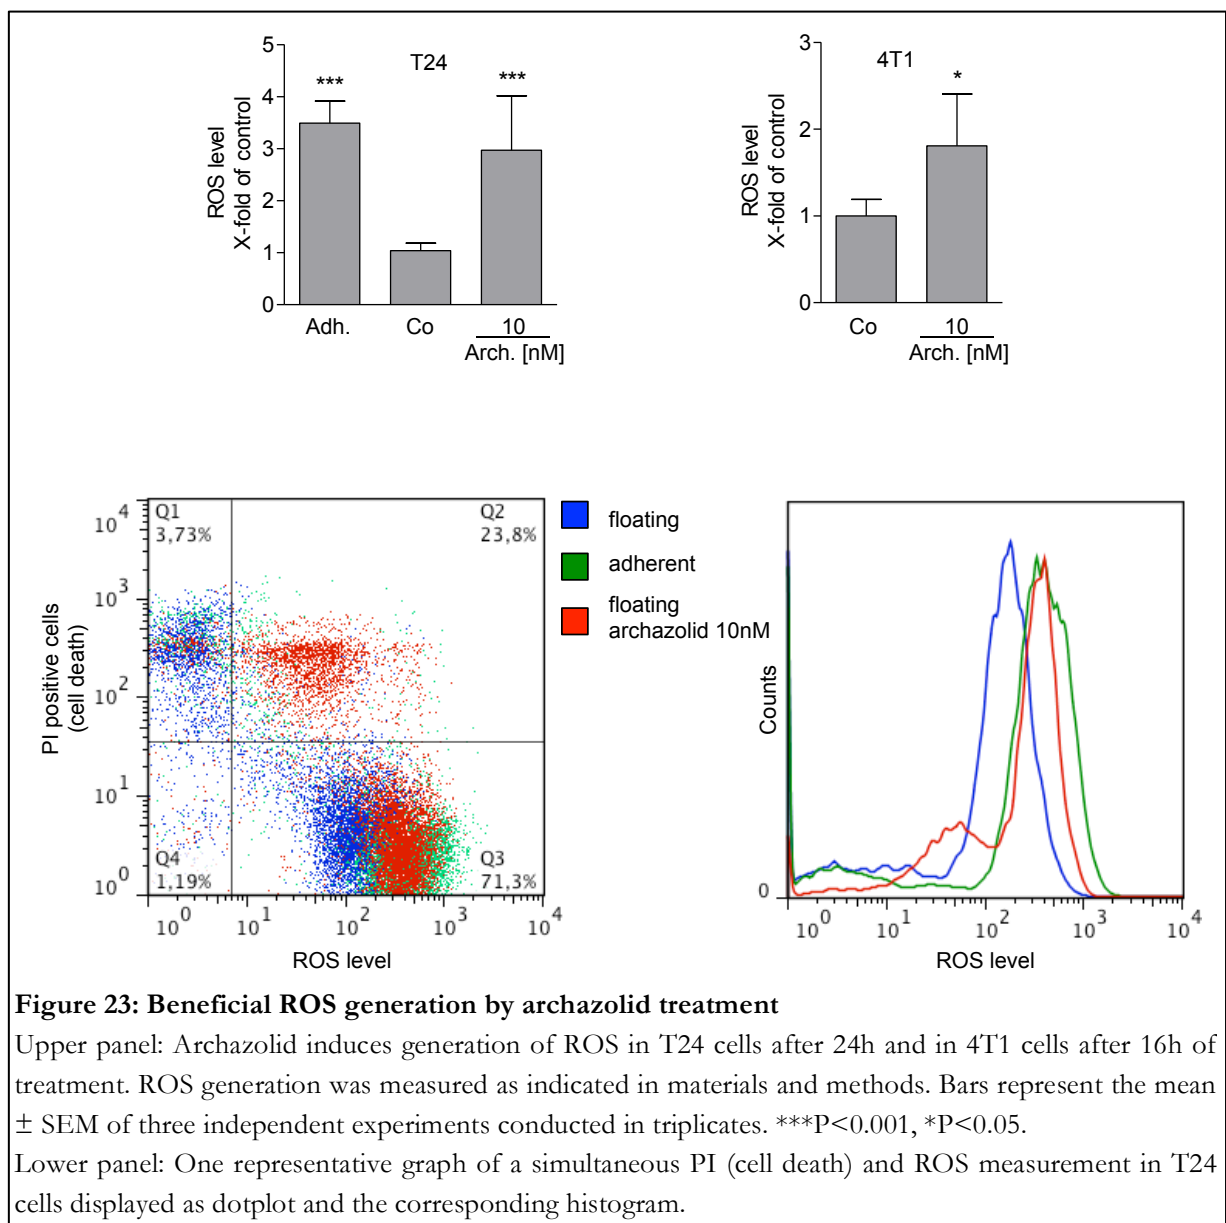 T24
ROS level
X-fold of control
5
4
3
2
1
0
***
***
Adh.
Co
10
Arch. [nM]
4T1
ROS level
X-fold of control
3
2
1
0
*
Co
10
Arch. [nM]
PI positive cells
(cell death)
10^4
10^3
10^2
10^1
10^0
Q1
3,73%
Q2
23,8%
Q4
1,19%
Q3
71,3%
10^0 10^1 10^2 10^3 10^4
ROS level
floating
adherent
floating
archazolid 10nM
Counts
0
10^0 10^1 10^2 10^3 10^4
ROS level
Figure 23: Beneficial ROS generation by archazolid treatment
Upper panel: Archazolid induces generation of ROS in T24 cells after 24h and in 4T1 cells after 16h of
treatment. ROS generation was measured as indicated in materials and methods. Bars represent the mean
± SEM of three independent experiments conducted in triplicates. ***P<0.001, *P<0.05.
Lower panel: One representative graph of a simultaneous PI (cell death) and ROS measurement in T24
cells displayed as dotplot and the corresponding histogram.